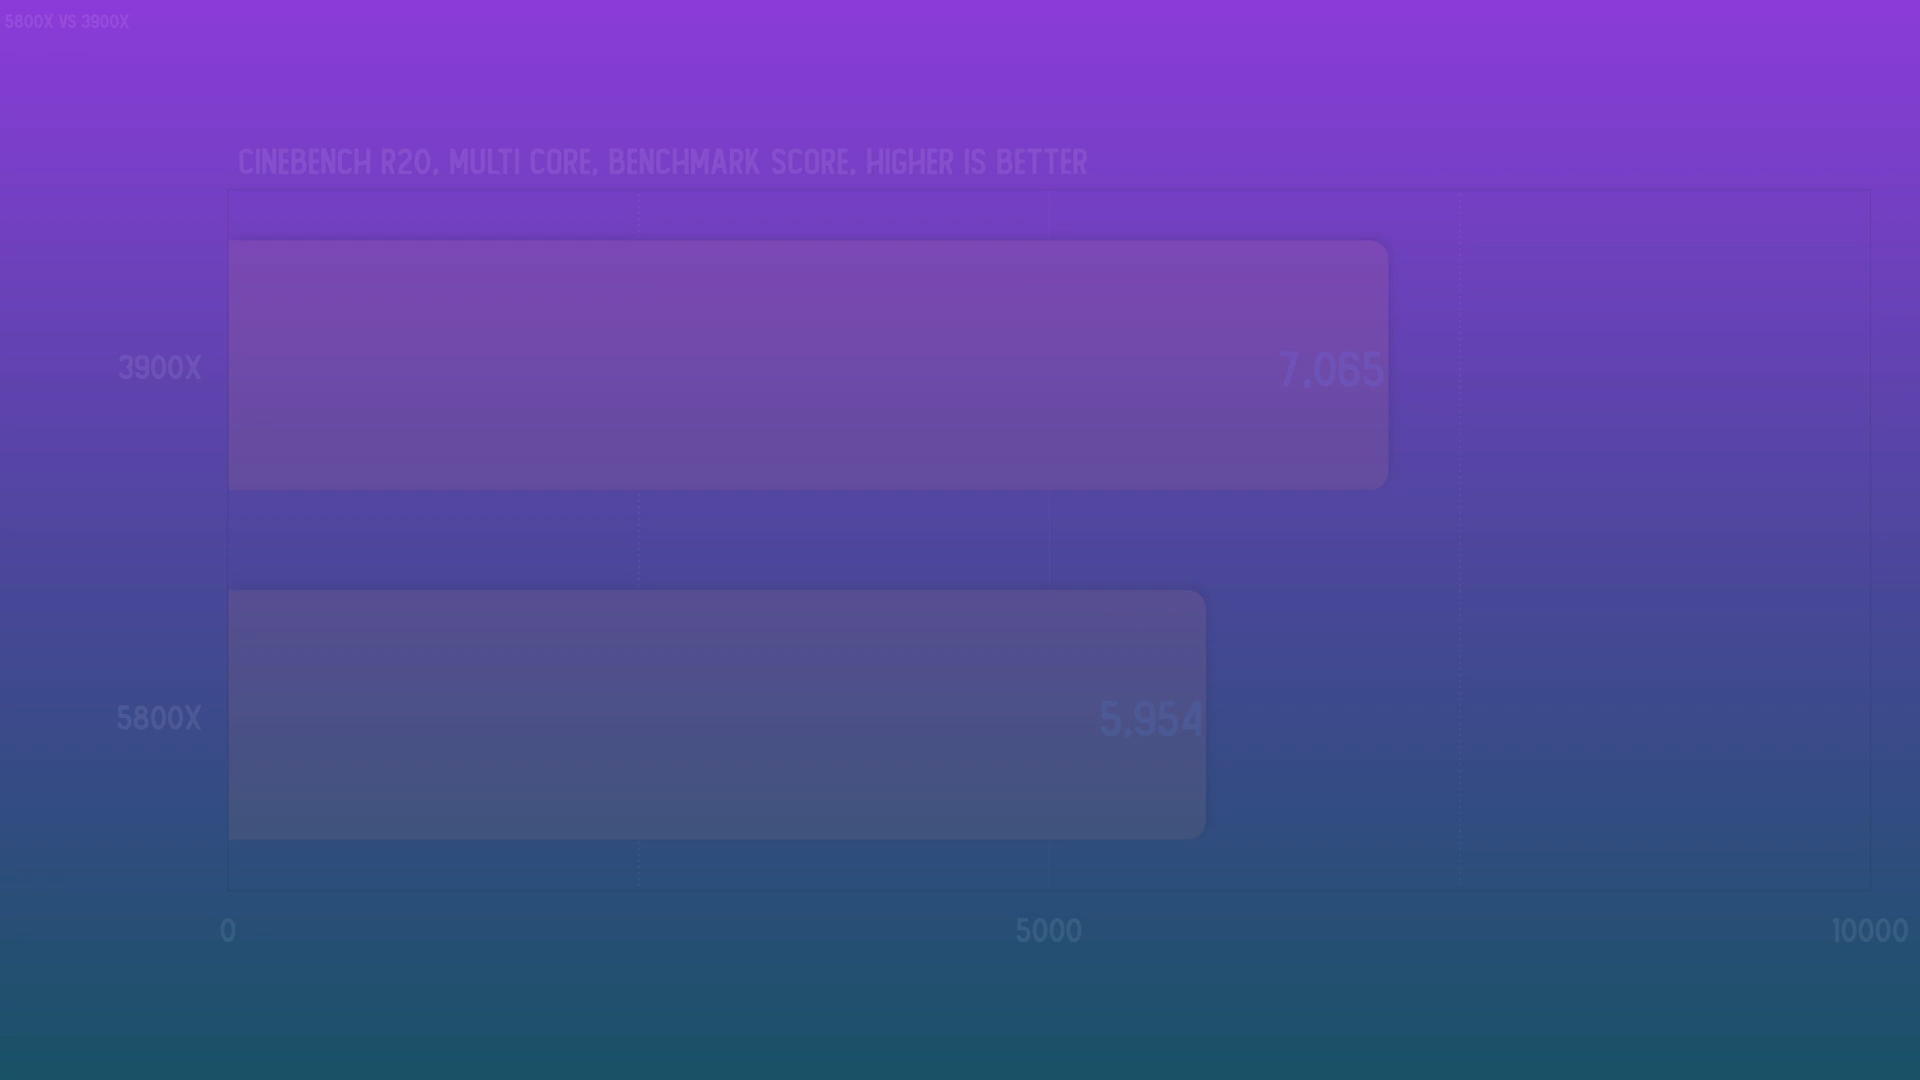 5800X VS 3900X
CINEBENCH R20, MULTI CORE, BENCHMARK SCORE, HIGHER IS BETTER
3900X
7,065
5800X
5,954
0
5000
10000